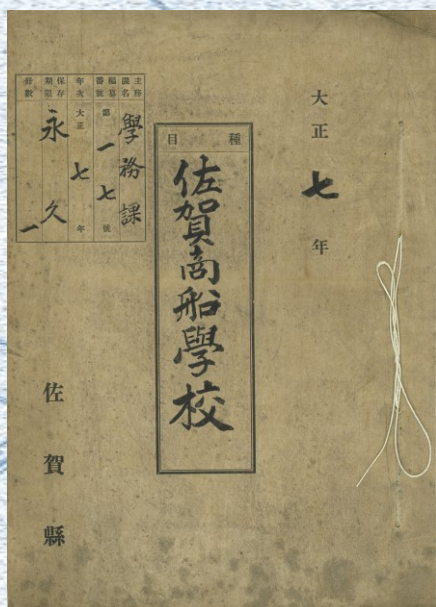 大正七年
種目
佐賀商船學校
主務課名
學務課
編纂番號
第一七號
年次
大正七年
保存期限
永久
冊數
一
佐賀縣